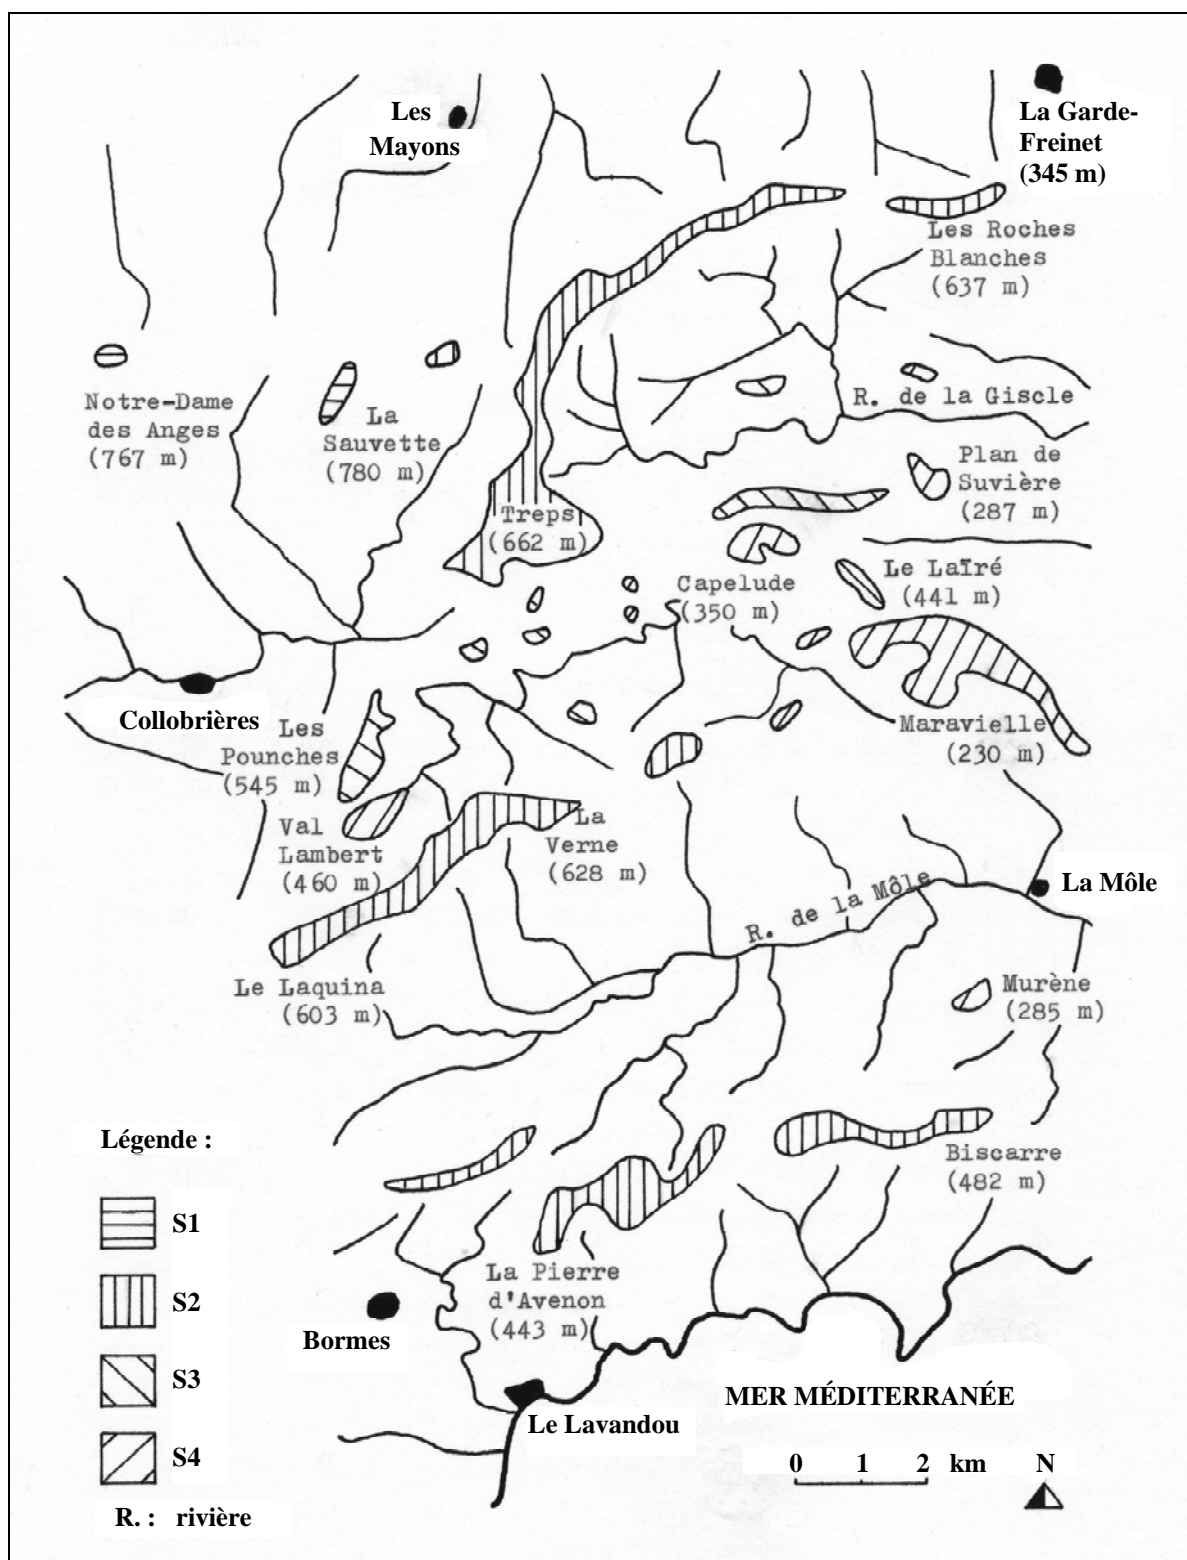 Les
Mayons
La Garde-
Freinet
(345 m)
Les Roches
Blanches
(637 m)
Notre-Dame
des Anges
(767 m)
La
Sauvette
(780 m)
R. de la Giscle
Plan de
Suvière
(287 m)
Treps
(662 m)
Capelude
(350 m)
Le Laïré
(441 m)
Collobrières
Les
Pounches
(545 m)
Maravielle
(230 m)
Val
Lambert
(460 m)
La
Verne
(628 m)
La Môle
R. de la Môle
Le Laquina
(603 m)
Murène
(285 m)
Légende :
S1
S2
S3
S4
R. : rivière
Biscarre
(482 m)
La Pierre
d'Avenon
(443 m)
Bormes
Le Lavandou
MER MÉDITERRANÉE
0 1 2 km
N